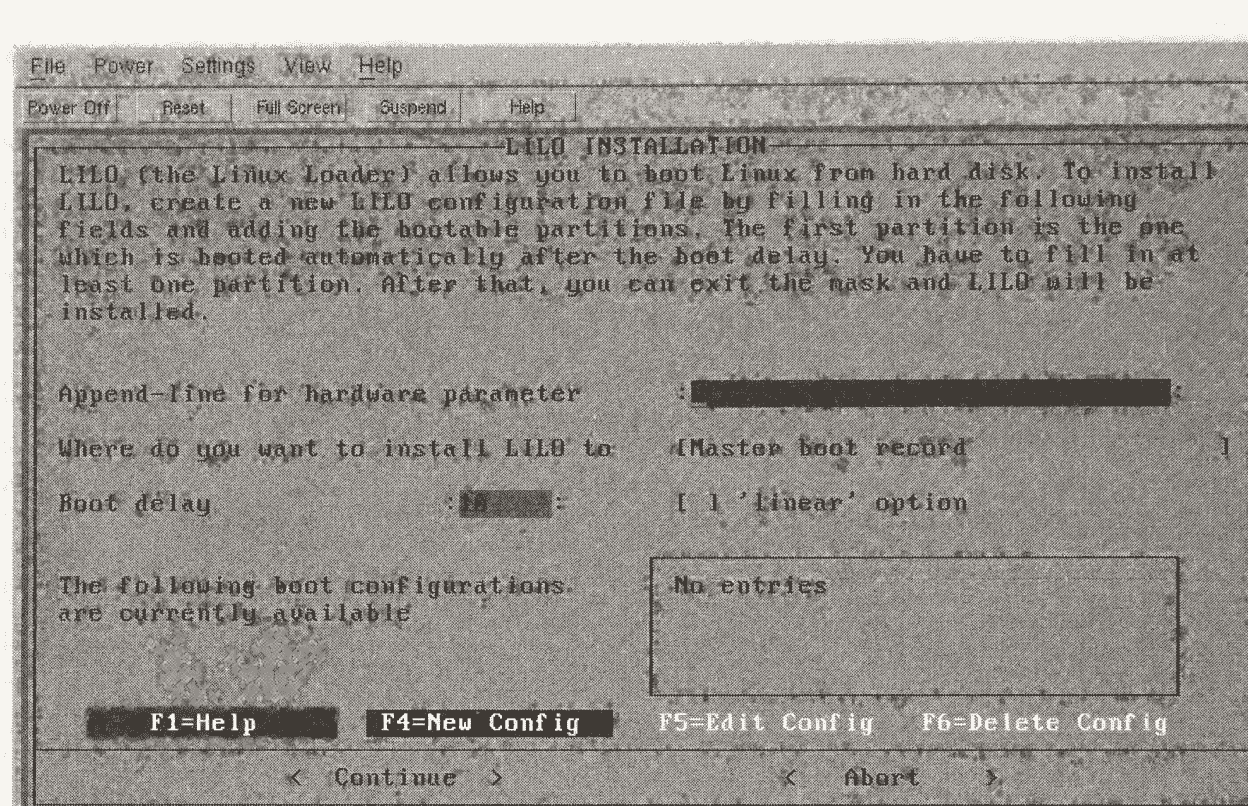 File Power Settings View Help
Power Off Reset Full Screen Suspend Help
LILO INSTALLATION
LILO (the Linux Loader) allows you to boot Linux from hard disk. To install
LILO, create a new LILO configuration file by filling in the following
fields and adding the bootable partitions. The first partition is the one
which is booted automatically after the boot delay. You have to fill in at
least one partition. After that, you can exit the mask and LILO will be
installed.
Append-line for hardware parameter : :
Where do you want to install LILO to [Master boot record ]
Boot delay :10 : [ ] 'linear' option
The following boot configurations
are currently available
No entries
F1=Help F4=New Config F5=Edit Config F6=Delete Config
< Continue > < Abort >